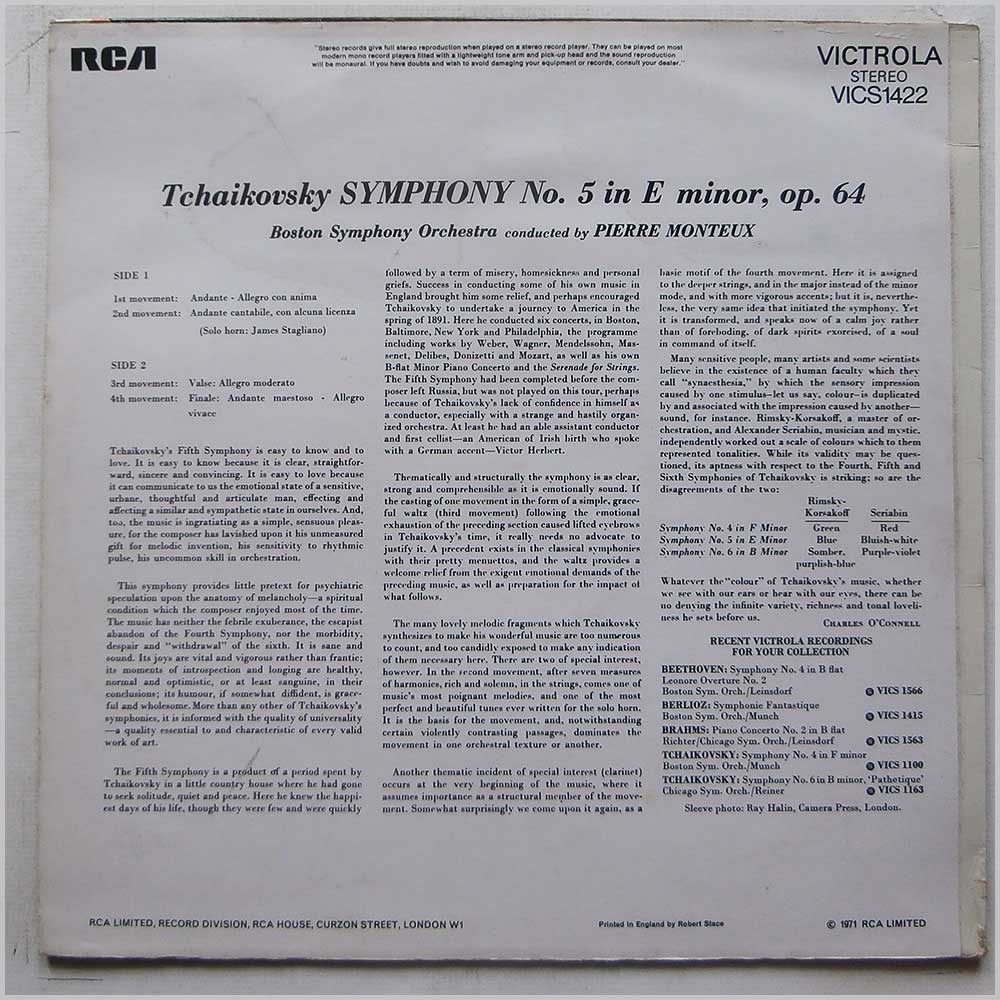 RCA
"Stereo records give full stereo reproduction when played on a stereo record player. They can be played on most
modern mono record players fitted with a lightweight tone arm and pick-up head and the sound reproduction
will be monaural. If you have doubts and wish to avoid damaging your equipment or records, consult your dealer."
VICTROLA
STEREO
VICS1422
Tchaikovsky SYMPHONY No. 5 in E minor, op. 64
Boston Symphony Orchestra conducted by PIERRE MONTEUX
SIDE 1
1st movement: Andante - Allegro con anima
2nd movement: Andante cantabile, con alcuna licenza
(Solo horn: James Stagliano)
SIDE 2
3rd movement: Valse: Allegro moderato
4th movement: Finale: Andante maestoso - Allegro
vivace
Tchaikovsky's Fifth Symphony is easy to know and to
love. It is easy to know because it is clear, straightfor-
ward, sincere and convincing. It is easy to love because
it can communicate to us the emotional state of a sensitive,
urbane, thoughtful and articulate man, effecting and
affecting a similar and sympathetic state in ourselves. And,
too, the music is ingratiating as a simple, sensuous pleas-
ure, for the composer has lavished upon it his unmeasured
gift for melodic invention, his sensitivity to rhythmic
pulse, his uncommon skill in orchestration.
This symphony provides little pretext for psychiatric
speculation upon the anatomy of melancholy—a spiritual
condition which the composer enjoyed most of the time.
The music has neither the febrile exuberance, the escapist
abandon of the Fourth Symphony, nor the morbidity,
despair and "withdrawal" of the sixth. It is sane and
sound. Its joys are vital and vigorous rather than frantic;
its moments of introspection and longing are healthy,
normal and optimistic, or at least sanguine, in their
conclusions; its humour, if somewhat diffident, is grace-
ful and wholesome. More than any other of Tchaikovsky's
symphonies, it is informed with the quality of universality
—a quality essential to and characteristic of every valid
work of art.
The Fifth Symphony is a product of a period spent by
Tchaikovsky in a little country house where he had gone
to seek solitude, quiet and peace. Here he knew the happi-
est days of his life, though they were few and were quickly
followed by a term of misery, homesickness and personal
griefs. Success in conducting some of his own music in
England brought him some relief, and perhaps encouraged
Tchaikovsky to undertake a journey to America in the
spring of 1891. Here he conducted six concerts, in Boston,
Baltimore, New York and Philadelphia, the programme
including works by Weber, Wagner, Mendelssohn, Mas-
senet, Delibes, Donizetti and Mozart, as well as his own
B-flat Minor Piano Concerto and the Serenade for Strings.
The Fifth Symphony had been completed before the com-
poser left Russia, but was not played on this tour, perhaps
because of Tchaikovsky's lack of confidence in himself as
a conductor, especially with a strange and hastily organ-
ized orchestra. At least he had an able assistant conductor
and first cellist—an American of Irish birth who spoke
with a German accent—Victor Herbert.
Thematically and structurally the symphony is as clear,
strong and comprehensible as it is emotionally sound. If
the casting of one movement in the form of a simple, grace-
ful waltz (third movement) following the emotional
exhaustion of the preceding section caused lifted eyebrows
in Tchaikovsky's time, it really needs no advocate to
justify it. A precedent exists in the classical symphonies
with their pretty menuettos, and the waltz provides a
welcome relief from the exigent emotional demands of the
preceding music, as well as preparation for the impact of
what follows.
The many lovely melodic fragments which Tchaikovsky
synthesizes to make his wonderful music are too numerous
to count, and too candidly exposed to make any indication
of them necessary here. There are two of special interest,
however. In the second movement, after seven measures
of harmonies, rich and solemn, in the strings, comes one of
music's most poignant melodies, and one of the most
perfect and beautiful tunes ever written for the solo horn.
It is the basis for the movement, and, notwithstanding
certain violently contrasting passages, dominates the
movement in one orchestral texture or another.
Another thematic incident of special interest (clarinet)
occurs at the very beginning of the music, where it
assumes importance as a structural member of the move-
ment. Somewhat surprisingly we come upon it again, as a
basic motif of the fourth movement. Here it is assigned
to the deeper strings, and in the major instead of the minor
mode, and with more vigorous accents; but it is, neverthe-
less, the very same idea that initiated the symphony. Yet
it is transformed, and speaks now of a calm joy rather
than of foreboding, of dark spirits exorcised, of a soul
in command of itself.
Many sensitive people, many artists and some scientists
believe in the existence of a human faculty which they
call "synaesthesia," by which the sensory impression
caused by one stimulus—let us say, colour—is duplicated
by and associated with the impression caused by another—
sound, for instance. Rimsky-Korsakoff, a master of or-
chestration, and Alexander Scriabin, musician and mystic,
independently worked out a scale of colours which to them
represented tonalities. While its validity may be ques-
tioned, its aptness with respect to the Fourth, Fifth and
Sixth Symphonies of Tchaikovsky is striking; so are the
disagreements of the two:
Rimsky-
Korsakoff Scriabin
Symphony No. 4 in F Minor Green Red
Symphony No. 5 in E Minor Blue Bluish-white
Symphony No. 6 in B Minor Somber, Purple-violet
purplish-blue
Whatever the "colour" of Tchaikovsky's music, whether
we see with our ears or hear with our eyes, there can be
no denying the infinite variety, richness and tonal loveli-
ness he sets before us.
CHARLES O'CONNELL
RECENT VICTROLA RECORDINGS
FOR YOUR COLLECTION
BEETHOVEN: Symphony No. 4 in B flat
Leonore Overture No. 2
Boston Sym. Orch./Leinsdorf VICS 1566
BERLIOZ: Symphonie Fantastique
Boston Sym. Orch./Munch VICS 1415
BRAHMS: Piano Concerto No. 2 in B flat
Richter/Chicago Sym. Orch./Leinsdorf VICS 1563
TCHAIKOVSKY: Symphony No. 4 in F minor
Boston Sym. Orch./Munch VICS 1100
TCHAIKOVSKY: Symphony No. 6 in B minor, 'Pathetique'
Chicago Sym. Orch./Reiner VICS 1163
Sleeve photo: Ray Halin, Camera Press, London.
RCA LIMITED, RECORD DIVISION, RCA HOUSE, CURZON STREET, LONDON W1
Printed in England by Robert Stace
© 1971 RCA LIMITED